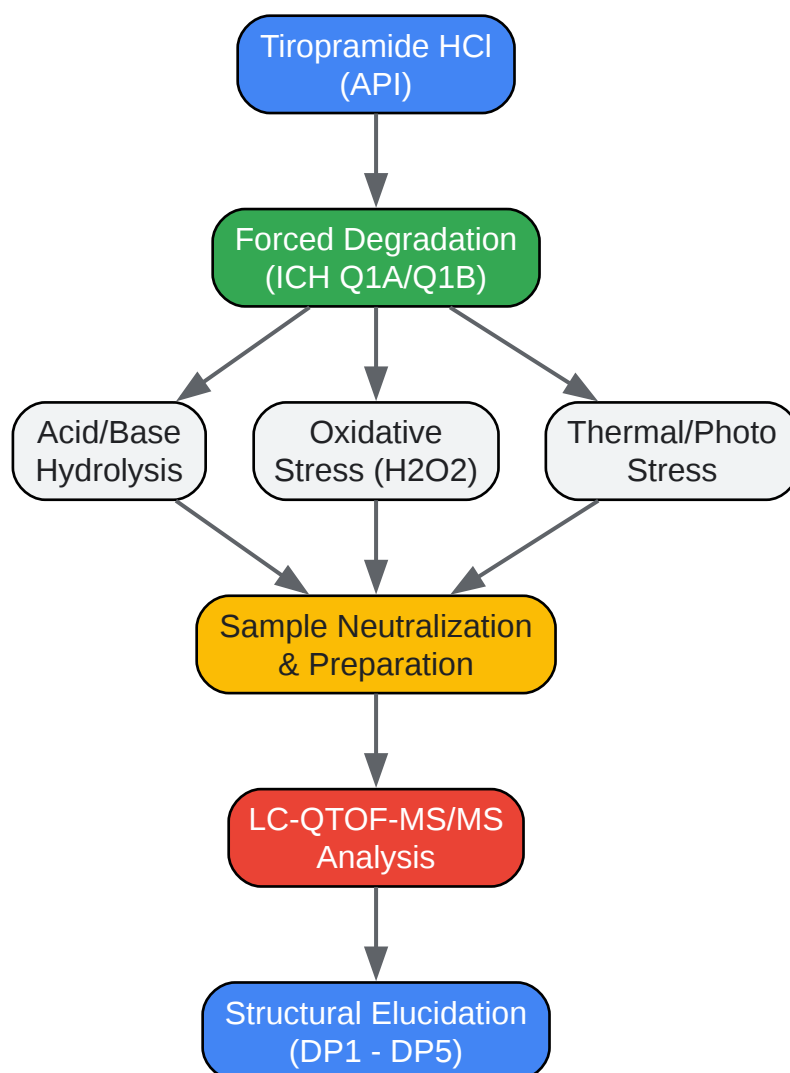 Tiropramide HCl
(API)
Forced Degradation
(ICH Q1A/Q1B)
Acid/Base
Hydrolysis
Oxidative
Stress (H2O2)
Thermal/Photo
Stress
Sample Neutralization
& Preparation
LC-QTOF-MS/MS
Analysis
Structural Elucidation
(DP1 - DP5)